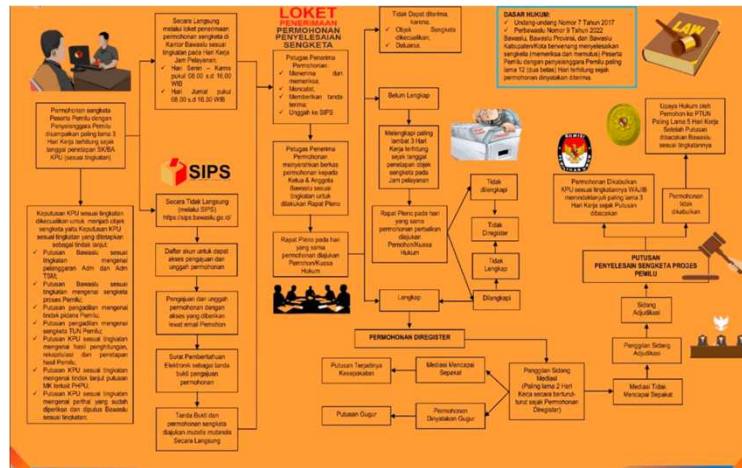 Secara Langsung
melalui loket penerimaan
permohonan sengketa di
Kantor Bawaslu sesuai
tingkatan pada Hari Kerja
Jam Pelayanan:
✓ Hari Senin – Kamis
pukul 08.00 s.d 16.00
WIB
✓ Hari Jumat pukul
08.00 s.d 16.00 WIB
Permohonan sengketa
Peserta Pemilu dengan
Penyelenggara Pemilu
disampaikan paling lama 3
Hari Kerja terhitung sejak
tanggal penetapan SK/BA
KPU (sesuai tingkatan)
Keputusan KPU sesuai tingkatan
dikecualikan untuk menjadi objek
sengketa yaitu Keputusan KPU
sesuai tingkatan yang ditetapkan
sebagai tindak lanjut:
✓ Putusan Bawaslu sesuai
tingkatan mengenai
pelanggaran Adm dan Adm
TSM;
✓ Putusan Bawaslu sesuai
tingkatan mengenai sengketa
proses Pemilu;
✓ Putusan pengadilan mengenai
tindak pidana Pemilu;
✓ Putusan pengadilan mengenai
sengketa TUN Pemilu;
✓ Putusan KPU sesuai tingkatan
mengenai hasil penghitungan,
rekapitulasi dan penetapan
hasil Pemilu;
✓ Putusan KPU sesuai tingkatan
mengenai tindak lanjut putusan
MK terkait PHPU;
✓ Putusan KPU sesuai tingkatan
mengenai perihal yang sudah
diperiksa dan diputus Bawaslu
sesuai tingkatan.
SIPS
Secara Tidak Langsung
(melalui SIPS)
https://sips.bawaslu.go.id/
Daftar akun untuk dapat
akses pengajuan dan
unggah permohonan
Pengajuan dan unggah
permohonan dengan
akses yang diberikan
lewat email Pemohon
Surat Pemberitahuan
Elektronik sebagai tanda
bukti pengajuan
permohonan
Tanda Bukti dan
permohonan sengketa
diajukan mutatis mutandis
Secara Langsung
LOKET
PENERIMAAN
PERMOHONAN
PENYELESAIAN
SENGKETA
Petugas Penerima
Permohonan:
✓ Menerima dan
memeriksa;
✓ Mencatat;
✓ Memberikan tanda
terima;
✓ Unggah ke SIPS
Petugas Penerima
Permohonan
menyerahkan berkas
permohonan kepada
Ketua & Anggota
Bawaslu sesuai
tingkatan untuk
dilakukan Rapat Pleno
Rapat Pleno pada hari
yang sama
permohonan diajukan
Pemohon/Kuasa
Hukum
Tidak Dapat diterima,
karena:
✓ Objek Sengketa
dikecualikan;
✓ Daluarsa.
Belum Lengkap
Melengkapi paling
lambat 3 Hari Kerja
terhitung sejak
tanggal penetapan
objek sengketa pada
Jam pelayanan
Rapat Pleno pada hari
yang sama
permohonan perbaikan
diajukan
Pemohon/Kuasa
Hukum
Lengkap
Tidak
dilengkapi
Tidak
Diregister
Tidak
Lengkap
Dilengkapi
PERMOHONAN DIREGISTER
Putusan Terjadinya
Kesepakatan
Mediasi Mencapai
Sepakat
Putusan Gugur
Permohonan
Dinyatakan Gugur
Panggilan Sidang
Mediasi
(Paling lama 2 Hari
Kerja secara berturut-
turut sejak Permohonan
Diregister)
Mediasi Tidak
Mencapai Sepakat
Panggilan Sidang
Adjudikasi
Sidang
Adjudikasi
PUTUSAN
PENYELESAIN SENGKETA PROSES
PEMILU
Permohonan Dikabulkan
KPU sesuai tingkatannya WAJIB
menindaklanjuti paling lama 3
Hari Kerja sejak Putusan
dibacakan
Permohonan
tidak
dikabulkan
Upaya Hukum oleh
Pemohon ke PTUN
Paling Lama 5 Hari Kerja
Setelah Putusan
dibacakan Bawaslu sesuai
tingkatannya
DASAR HUKUM:
✓ Undang-undang Nomor 7 Tahun 2017
✓ Perbawaslu Nomor 9 Tahun 2022
Bawaslu, Bawaslu Provinsi, dan Bawaslu
Kabupaten/Kota berwenang menyelesaikan
sengketa (memeriksa dan memutus) Peserta
Pemilu dengan penyelenggara Pemilu paling
lama 12 (dua belas) Hari terhitung sejak
permohonan dinyatakan diterima.
LAW
KPU